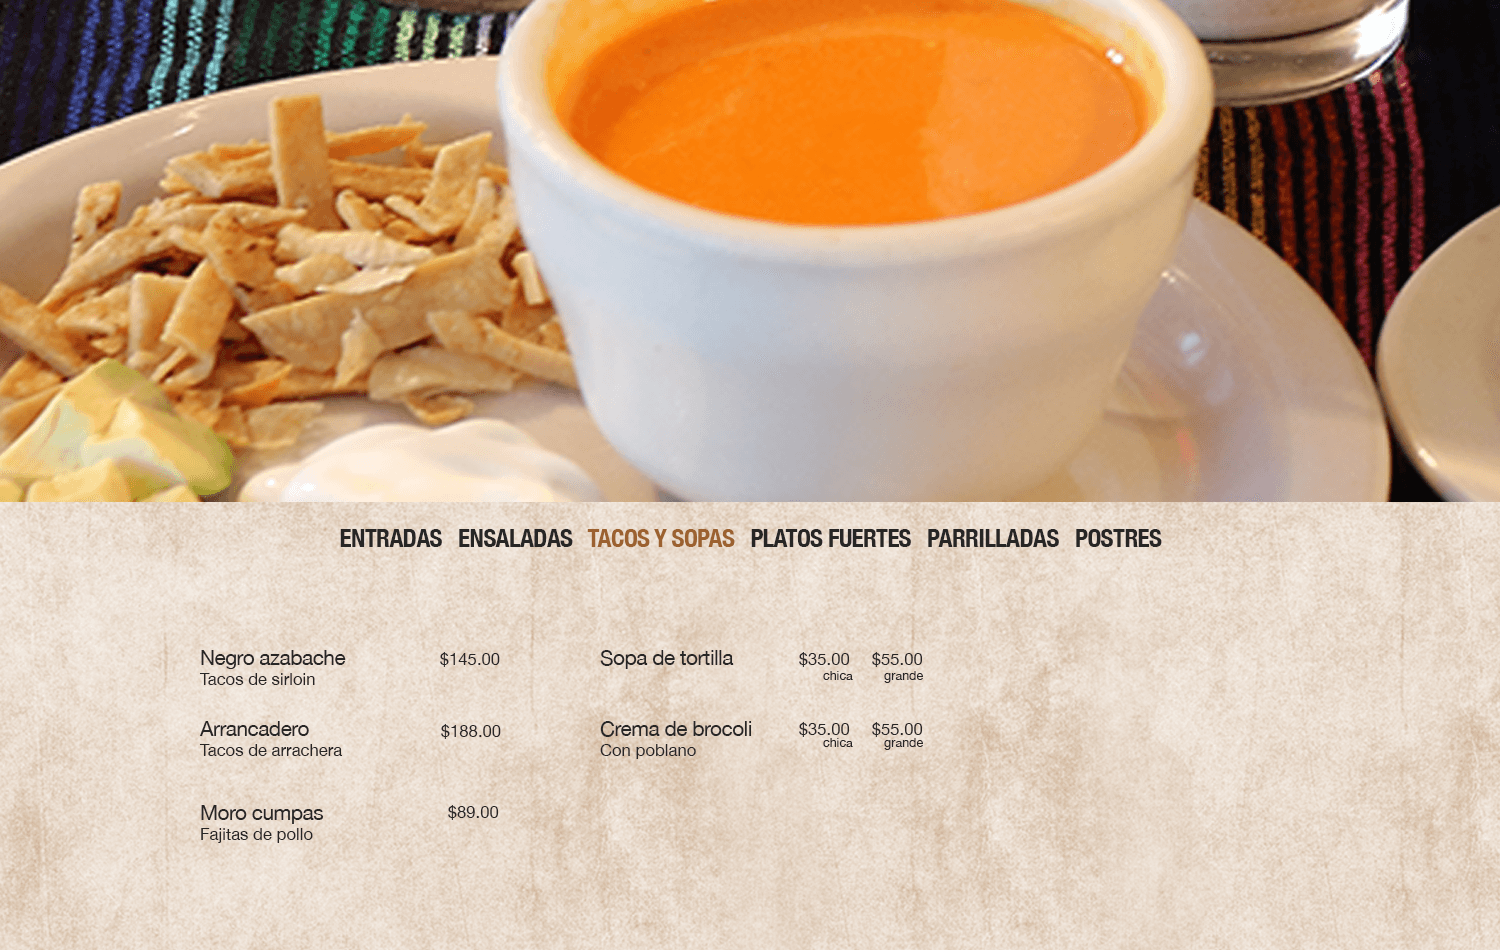 ENTRADAS ENSALADAS TACOS Y SOPAS PLATOS FUERTES PARRILLADAS POSTRES
Negro azabache $145.00
Tacos de sirloin
Arrancadero $188.00
Tacos de arrachera
Moro cumpas $89.00
Fajitas de pollo
Sopa de tortilla $35.00 $55.00
chica grande
Crema de brocoli $35.00 $55.00
Con poblano chica grande